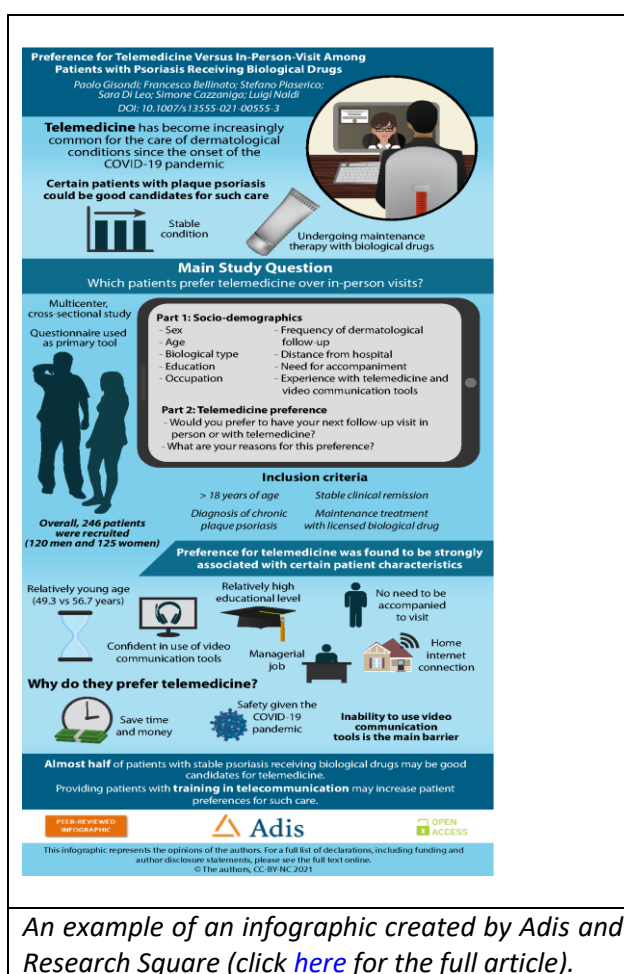 Preference for Telemedicine Versus In-Person-Visit Among
Patients with Psoriasis Receiving Biological Drugs
Paolo Gisondi; Francesco Bellinato; Stefano Piaserico;
Sara Di Leo; Simone Cazzaniga; Luigi Naldi
DOI: 10.1007/s13555-021-00555-3
Telemedicine has become increasingly
common for the care of dermatological
conditions since the onset of the
COVID-19 pandemic
Certain patients with plaque psoriasis
could be good candidates for such care
Stable
condition
Undergoing maintenance
therapy with biological drugs
Main Study Question
Which patients prefer telemedicine over in-person visits?
Multicenter,
cross-sectional study
Questionnaire used
as primary tool
Part 1: Socio-demographics
- Sex
- Age
- Biological type
- Education
- Occupation
- Frequency of dermatological
follow-up
- Distance from hospital
- Need for accompaniment
- Experience with telemedicine and
video communication tools
Part 2: Telemedicine preference
- Would you prefer to have your next follow-up visit in
person or with telemedicine?
- What are your reasons for this preference?
Inclusion criteria
> 18 years of age
Stable clinical remission
Diagnosis of chronic
plaque psoriasis
Maintenance treatment
with licensed biological drug
Overall, 246 patients
were recruited
(120 men and 125 women)
Preference for telemedicine was found to be strongly
associated with certain patient characteristics
Relatively young age
(49.3 vs 56.7 years)
Confident in use of video
communication tools
Relatively high
educational level
Managerial
job
No need to be
accompanied
to visit
Home
internet
connection
Why do they prefer telemedicine?
Save time
and money
Safety given the
COVID-19
pandemic
Inability to use video
communication
tools is the main barrier
Almost half of patients with stable psoriasis receiving biological drugs may be good
candidates for telemedicine.
Providing patients with training in telecommunication may increase patient
preferences for such care.
PEER-REVIEWED
INFOGRAPHIC
Adis
OPEN
ACCESS
This infographic represents the opinions of the authors. For a full list of declarations, including funding and
author disclosure statements, please see the full text online.
© The authors, CC-BY-NC 2021
An example of an infographic created by Adis and
Research Square (click here for the full article).